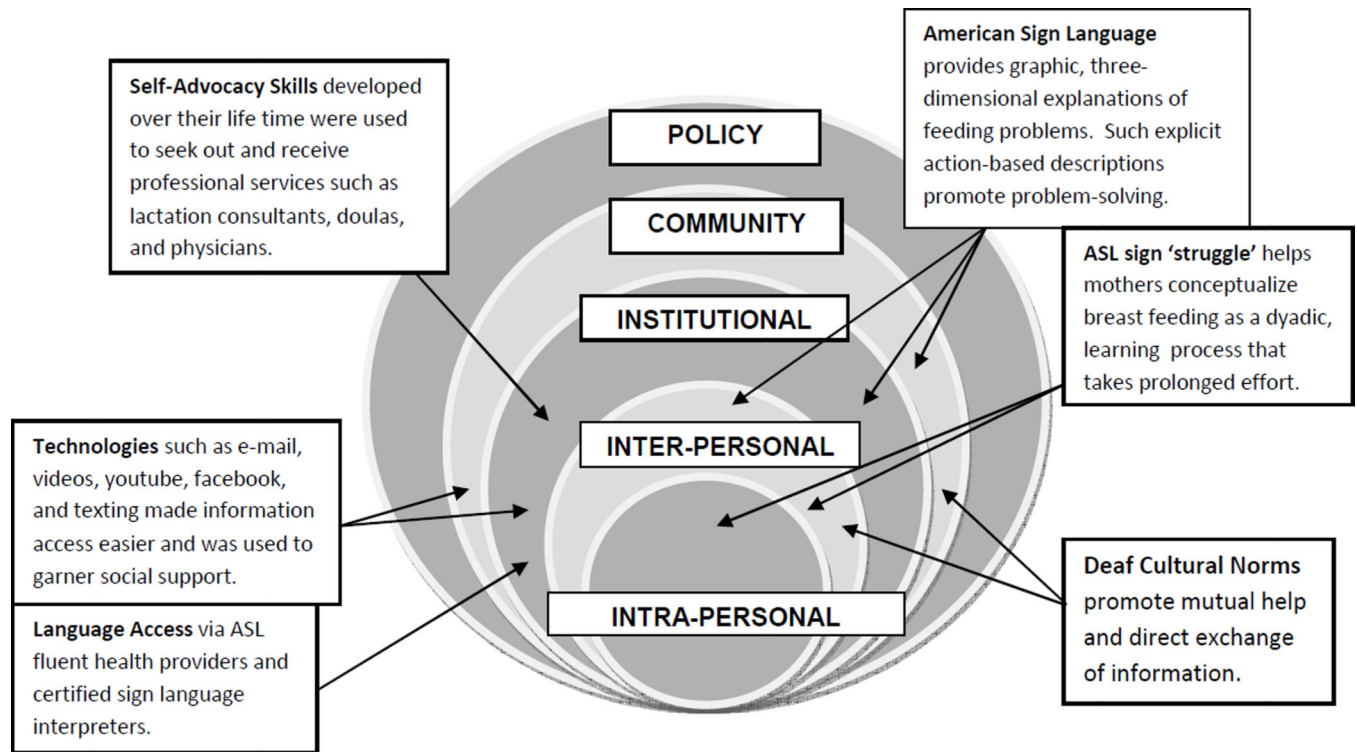 Self-Advocacy Skills developed
over their life time were used
to seek out and receive
professional services such as
lactation consultants, doulas,
and physicians.
American Sign Language
provides graphic, three-
dimensional explanations of
feeding problems. Such explicit
action-based descriptions
promote problem-solving.
POLICY
COMMUNITY
INSTITUTIONAL
INTER-PERSONAL
INTRA-PERSONAL
ASL sign ‘struggle’ helps
mothers conceptualize
breast feeding as a dyadic,
learning process that
takes prolonged effort.
Technologies such as e-mail,
videos, youtube, facebook,
and texting made information
access easier and was used to
garner social support.
Language Access via ASL
fluent health providers and
certified sign language
interpreters.
Deaf Cultural Norms
promote mutual help
and direct exchange
of information.